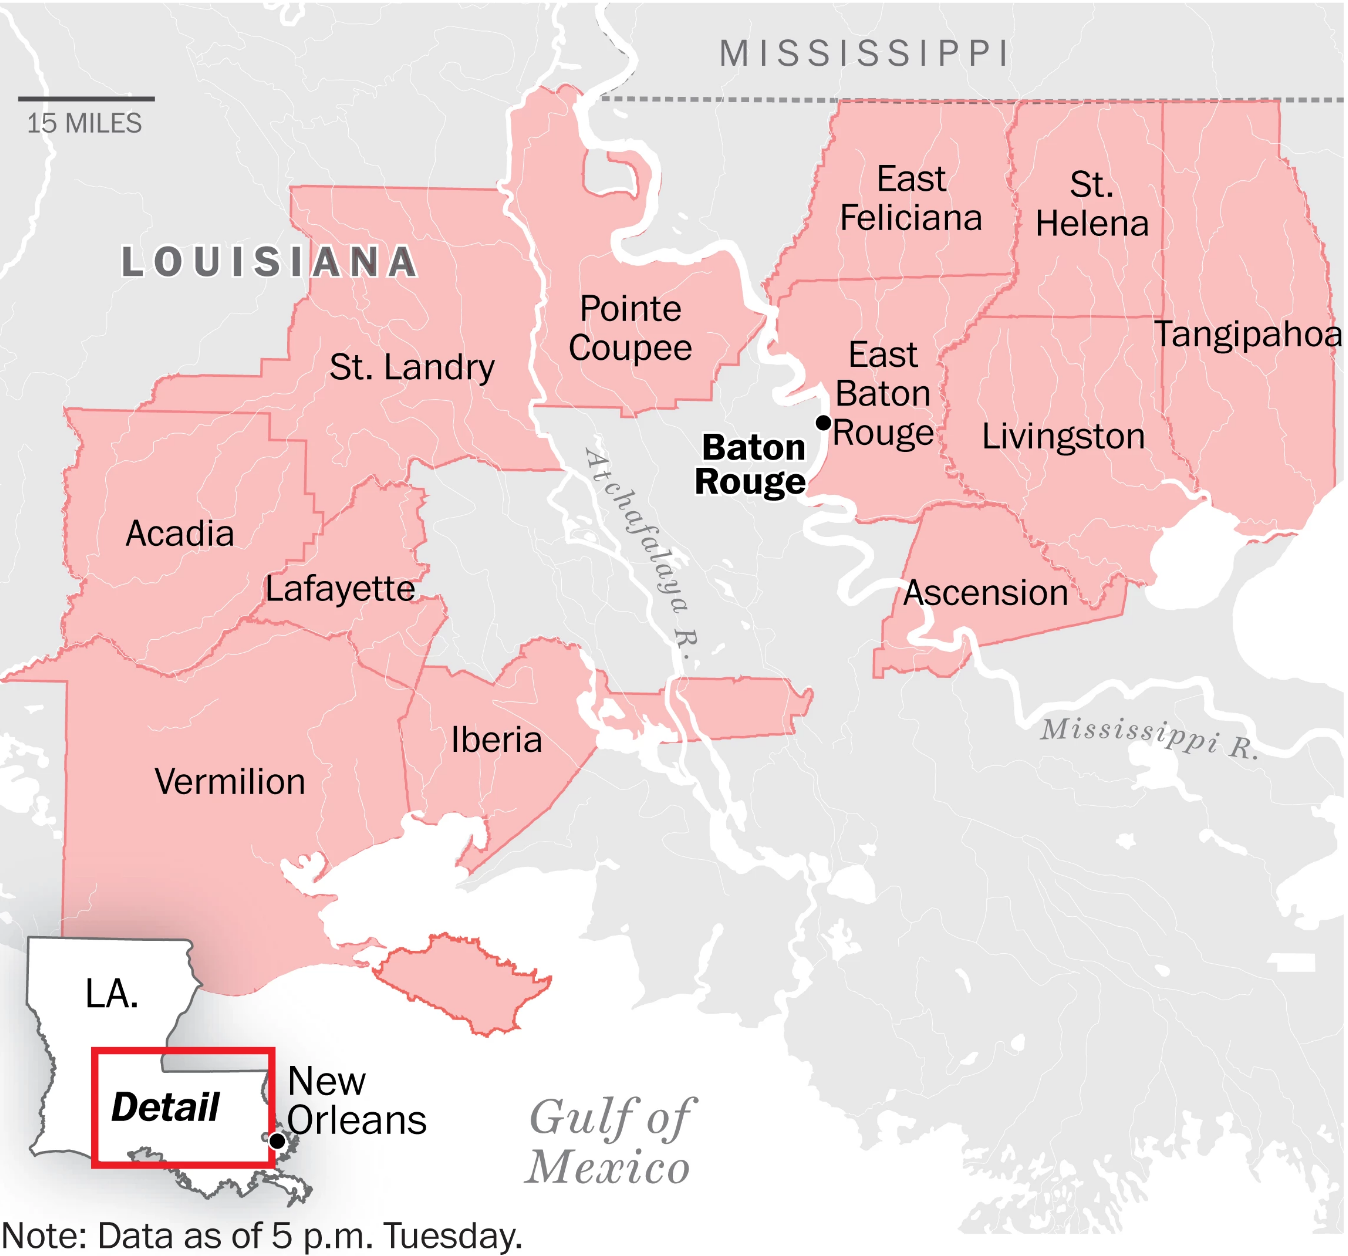 MISSISSIPPI
15 MILES
East
Feliciana
St.
Helena
LOUISIANA
Pointe
Coupee
Tangipahoa
St. Landry
East
Baton
Rouge
Livingston
Baton
Rouge
Atchafalaya R.
Acadia
Lafayette
Ascension
Iberia
Mississippi R.
Vermilion
LA.
Detail
New
Orleans
Gulf of
Mexico
Note: Data as of 5 p.m. Tuesday.